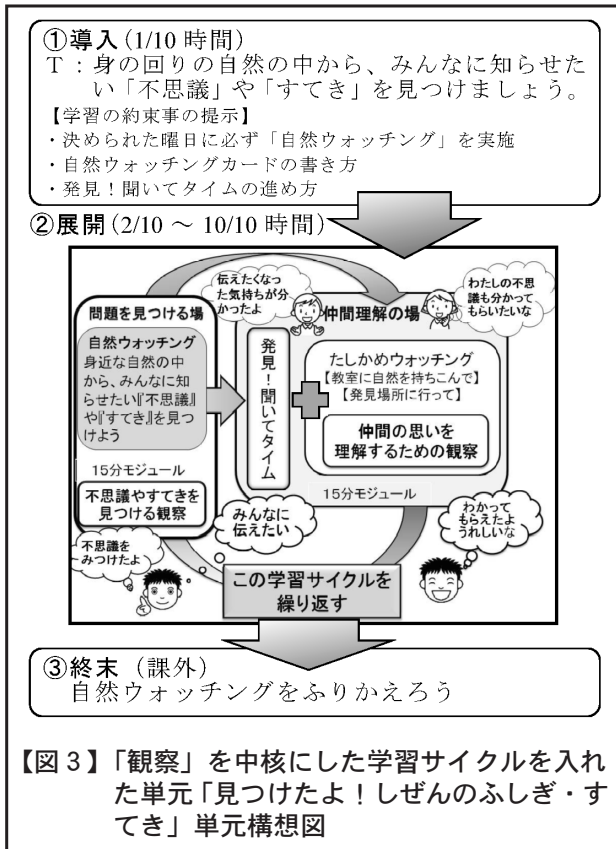 ①導入(1/10 時間)
T：身の回りの自然の中から、みんなに知らせた
い「不思議」や「すてき」を見つけましょう。
【学習の約束事の提示】
・決められた曜日に必ず「自然ウォッチング」を実施
・自然ウォッチングカードの書き方
・発見！聞いてタイムの進め方
②展開(2/10 ～ 10/10 時間)
伝えたくなっ
た気持ちが分
かったよ
わたしの不思
議も分かって
もらいたいな
問題を見つける場
自然ウォッチング
身近な自然の中
から、みんなに知
らせたい『不思議』
や『すてき』を見つ
けよう
15分モジュール
不思議やすてきを
見つける観察
不思議を
みつけたよ
みんなに
伝えたい
仲間理解の場
発見！聞いてタイム
たしかめウォッチング
【教室に自然を持ちこんで】
【発見場所に行って】
仲間の思いを
理解するための観察
15分モジュール
わかって
もらえたよ
うれしいな
この学習サイクルを
繰り返す
③終末（課外）
自然ウォッチングをふりかえろう
【図３】「観察」を中核にした学習サイクルを入れ
た単元「見つけたよ！しぜんのふしぎ・す
てき」単元構想図